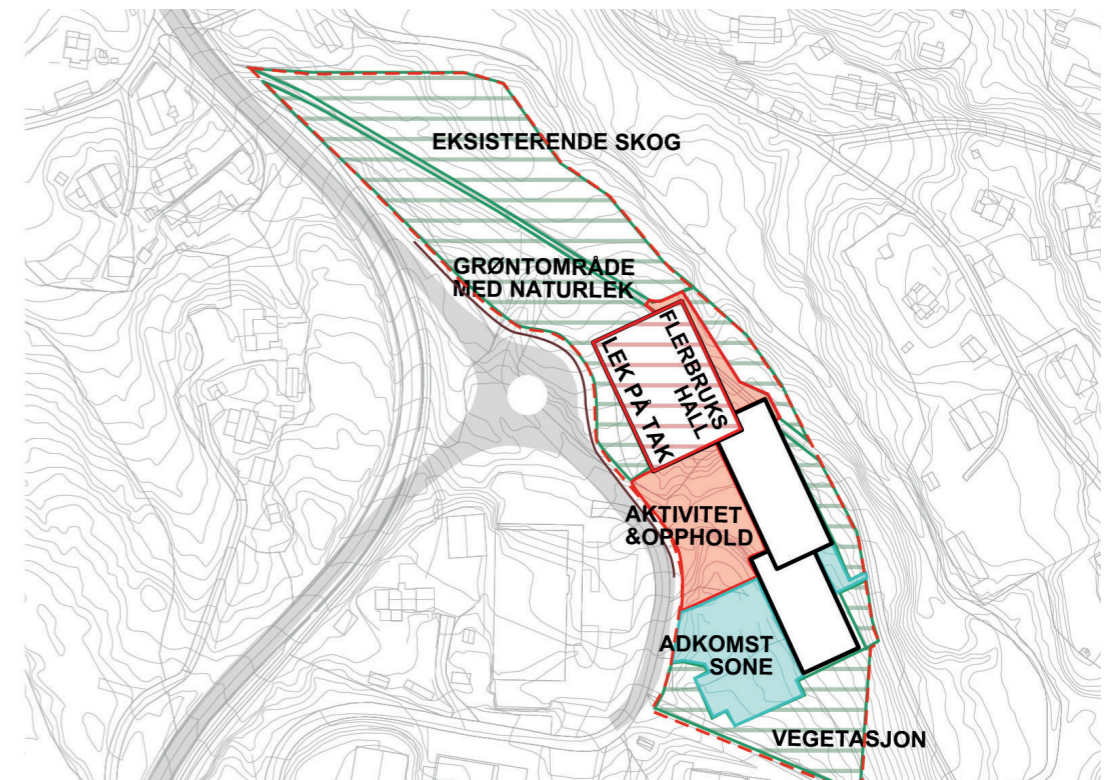 EKSISTERENDE SKOG
GRØNTOMRÅDE
MED NATURLEK
FLERBRUKS
HALL
LEK PÅ TAK
AKTIVITET
&OPPHOLD
ADKOMST
SONE
VEGETASJON